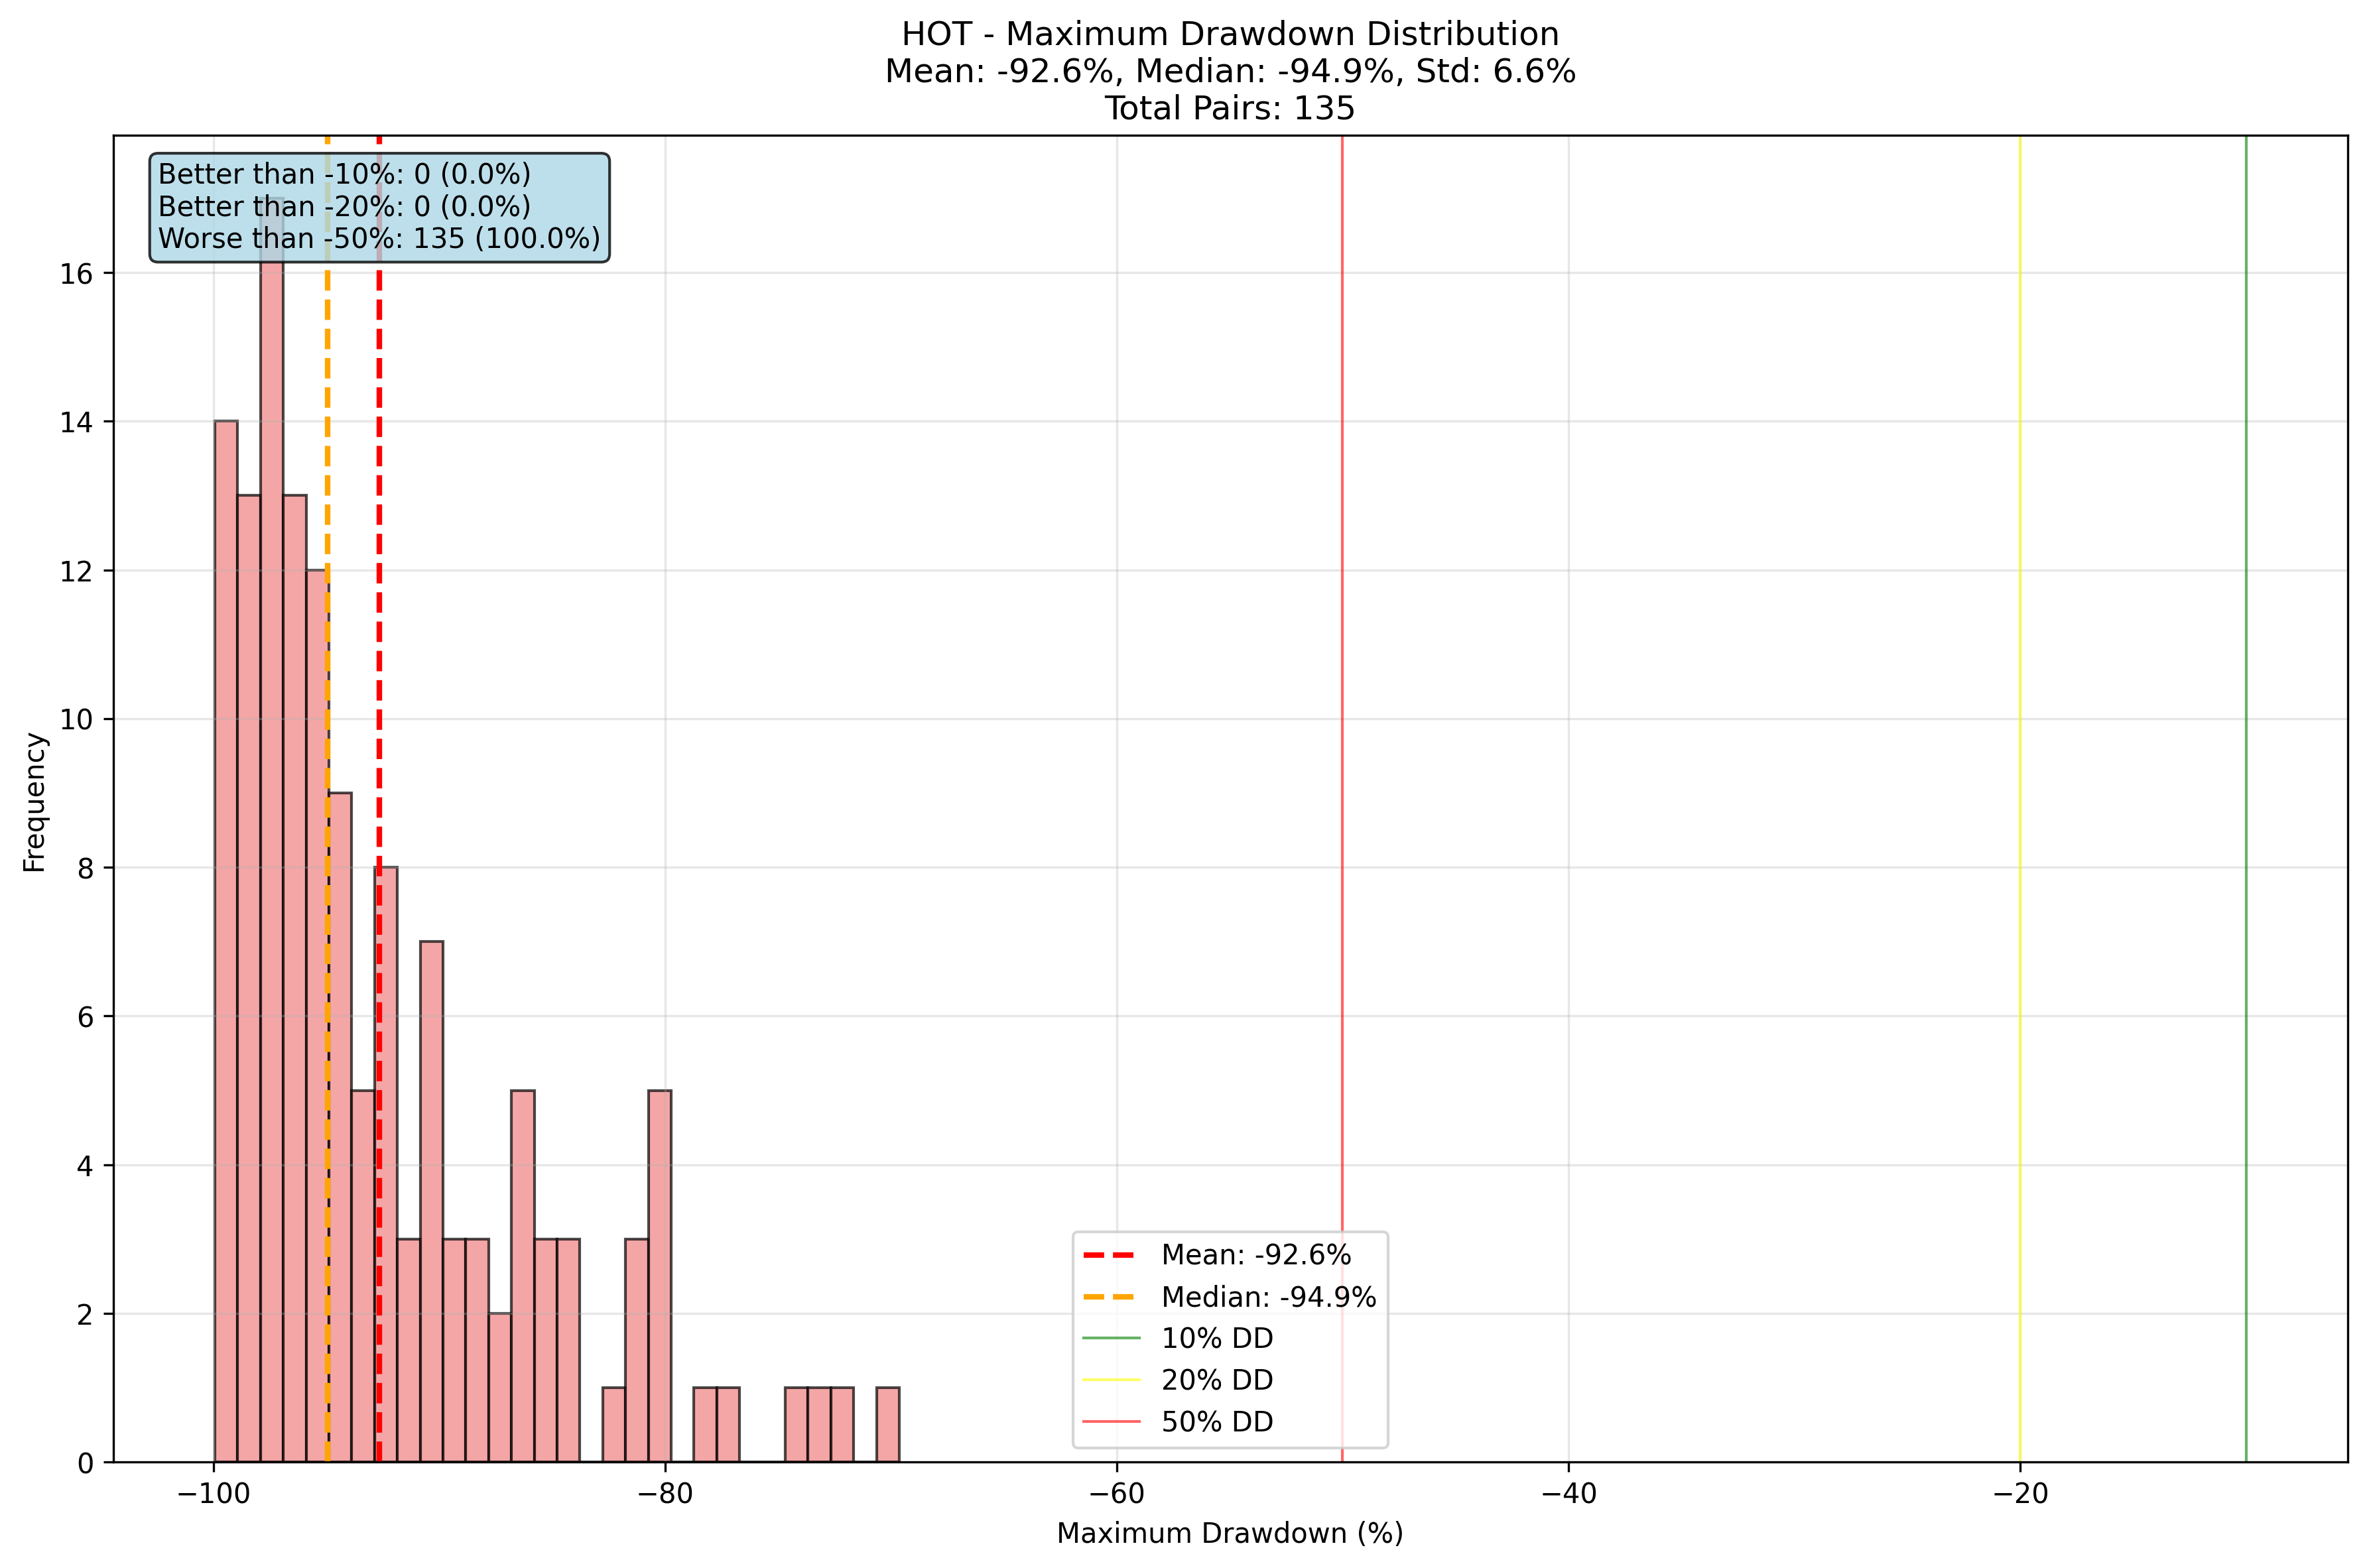 HOT - Maximum Drawdown Distribution
Mean: -92.6%, Median: -94.9%, Std: 6.6%
Total Pairs: 135
Better than -10%: 0 (0.0%)
Better than -20%: 0 (0.0%)
Worse than -50%: 135 (100.0%)
16
14
12
10
8
6
4
2
0
Frequency
Mean: -92.6%
Median: -94.9%
10% DD
20% DD
50% DD
−100
−80
−60
−40
−20
Maximum Drawdown (%)